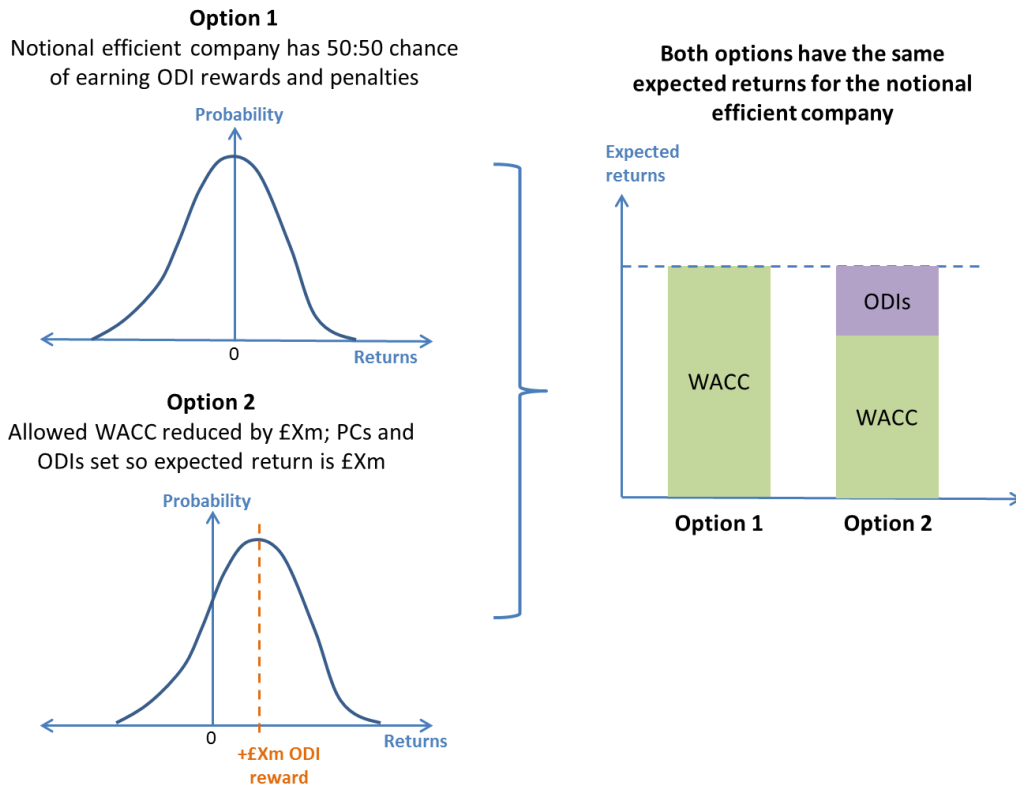 Option 1
Notional efficient company has 50:50 chance
of earning ODI rewards and penalties
Probability
0
Returns
Option 2
Allowed WACC reduced by £Xm; PCs and
ODIs set so expected return is £Xm
Probability
0
Returns
+£Xm ODI
reward
Both options have the same
expected returns for the notional
efficient company
Expected
returns
WACC
ODIs
WACC
Option 1
Option 2